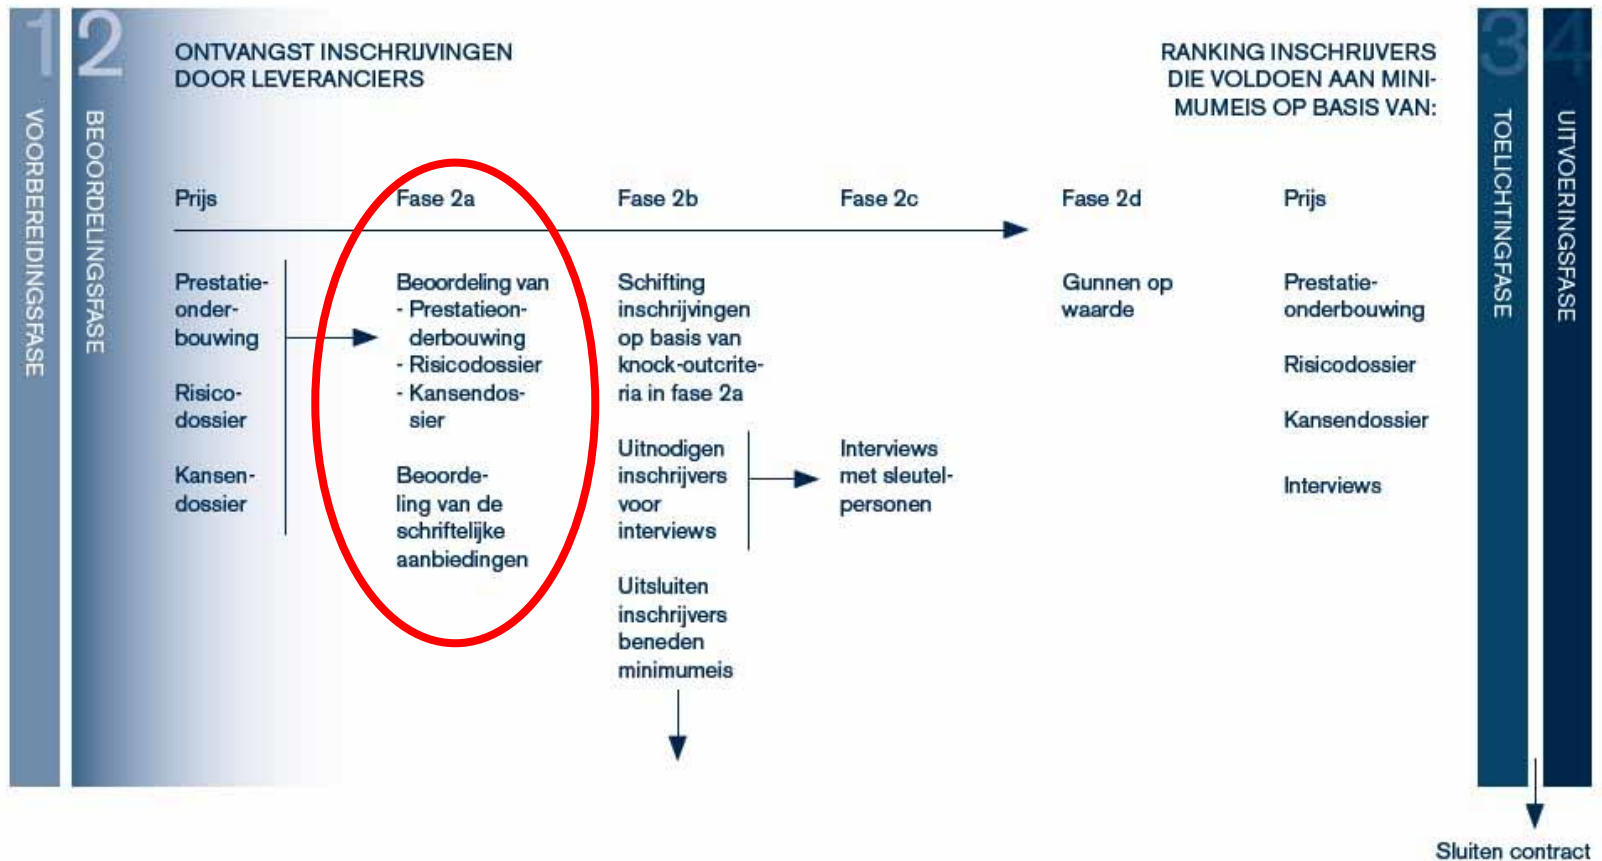 1
VOORBEREIDINGSFASE
2
BEOORDELINGSFASE
ONTVANGST INSCHRIJVINGEN
DOOR LEVERANCIERS
RANKING INSCHRIJVERS
DIE VOLDOEN AAN MINI-
MUMEIS OP BASIS VAN:
Prijs
Prestatie-
onder-
bouwing
Risico-
dossier
Kansen-
dossier
Fase 2a
Beoordeling van
- Prestatieon-
derbouwing
- Risicodossier
- Kansendos-
sier
Beoorde-
ling van de
schriftelijke
aanbiedingen
Fase 2b
Schifting
inschrijvingen
op basis van
knock-outcrite-
ria in fase 2a
Uitnodigen
inschrijvers
voor
interviews
Uitsluiten
inschrijvers
beneden
minimumeis
Fase 2c
Interviews
met sleutel-
personen
Fase 2d
Gunnen op
waarde
Prijs
Prestatie-
onderbouwing
Risicodossier
Kansendossier
Interviews
3
TOELICHTINGFASE
4
UITVOERINGSFASE
Sluiten contract